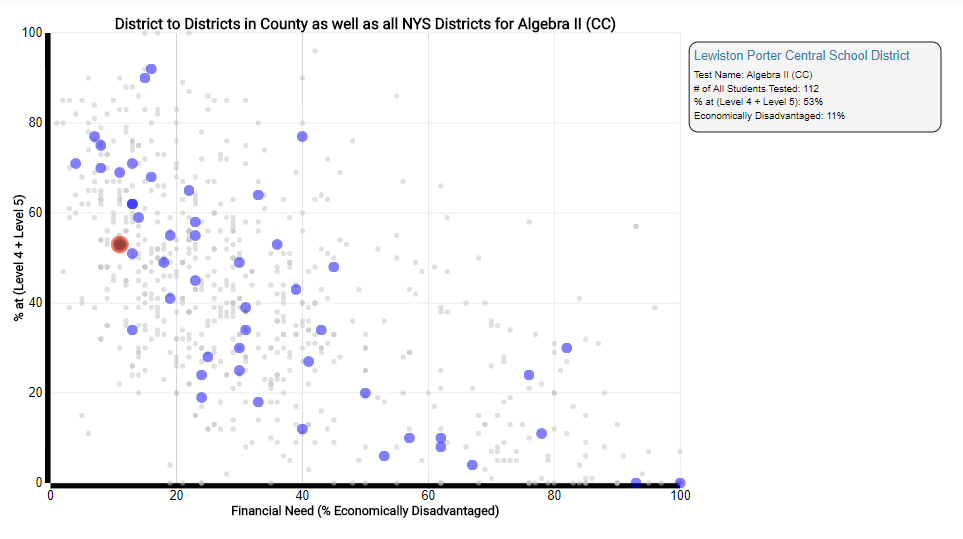 District to Districts in County as well as all NYS Districts for Algebra II (CC)
Lewiston Porter Central School District
Test Name: Algebra II (CC)
# of All Students Tested: 112
% at (Level 4 + Level 5): 53%
Economically Disadvantaged: 11%
% at (Level 4 + Level 5)
100
80
60
40
20
0
0 20 40 60 80 100
Financial Need (% Economically Disadvantaged)